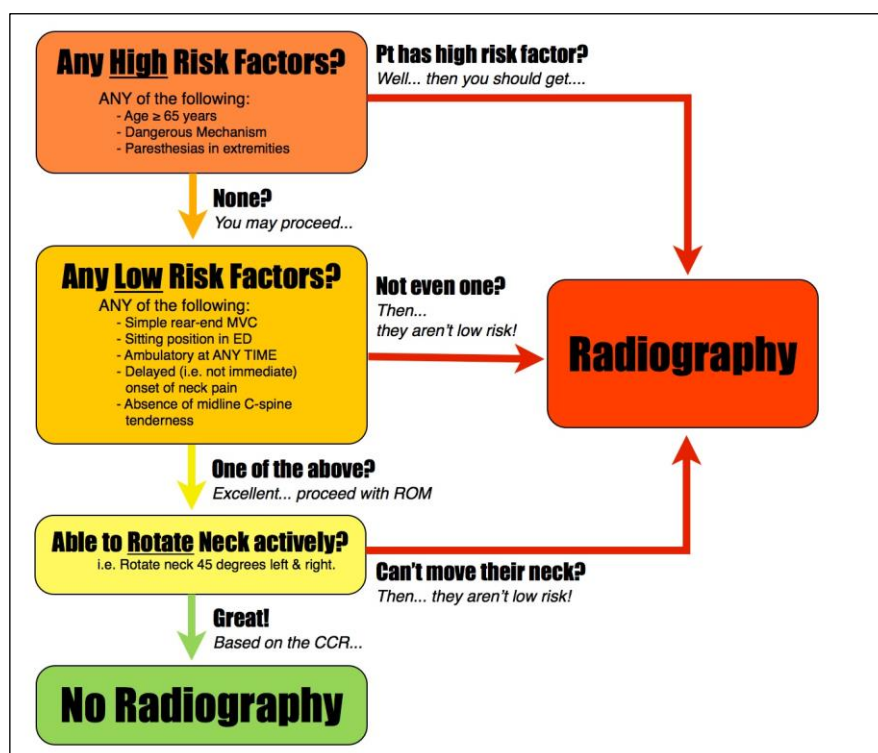 Any High Risk Factors?
ANY of the following:
- Age ≥ 65 years
- Dangerous Mechanism
- Paresthesias in extremities
Pt has high risk factor?
Well... then you should get....
None?
You may proceed...
Any Low Risk Factors?
ANY of the following:
- Simple rear-end MVC
- Sitting position in ED
- Ambulatory at ANY TIME
- Delayed (i.e. not immediate)
onset of neck pain
- Absence of midline C-spine
tenderness
Not even one?
Then...
they aren't low risk!
Radiography
One of the above?
Excellent... proceed with ROM
Able to Rotate Neck actively?
i.e. Rotate neck 45 degrees left & right.
Can't move their neck?
Then... they aren't low risk!
Great!
Based on the CCR...
No Radiography